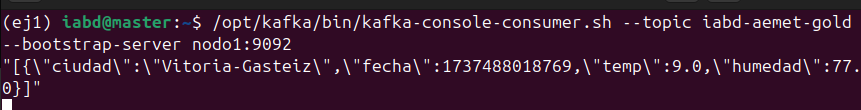 (ej1) iabd@master:~$ /opt/kafka/bin/kafka-console-consumer.sh --topic iabd-aemet-gold
--bootstrap-server nodo1:9092
"[{\"ciudad\":\"Vitoria-Gasteiz\",\"fecha\":1737488018769,\"temp\":9.0,\"humedad\":77.
0}]"